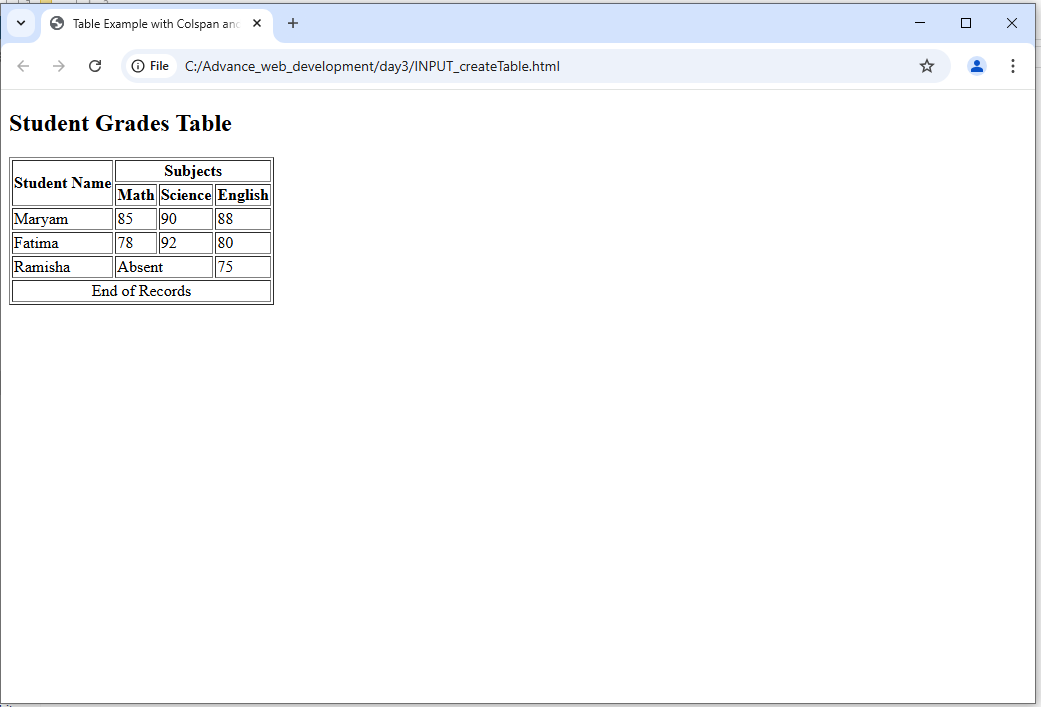 Table Example with Colspan and
File C:/Advance_web_development/day3/INPUT_createTable.html
Student Grades Table
Student Name Subjects
Math Science English
Maryam 85 90 88
Fatima 78 92 80
Ramisha Absent 75
End of Records